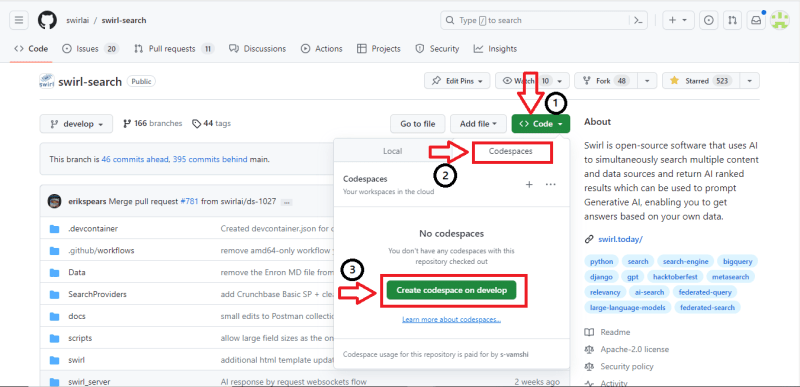 swirlai / swirl-search
Type / to search
Code Issues 20 Pull requests 11 Discussions Actions Projects Security Insights
swirl-search Public
Edit Pins Watch 10 Fork 48 Starred 523
1
develop 166 branches 44 tags Go to file Add file Code
This branch is 46 commits ahead, 395 commits behind main.
Local Codespaces
2
Codespaces
Your workspaces in the cloud
No codespaces
You don't have any codespaces with this
repository checked out
3
Create codespace on develop
Learn more about codespaces...
Codespace usage for this repository is paid for by s-vamshi
erikspears Merge pull request #781 from swirlai/ds-1027 ...
.devcontainer Created devcontainer.json for c
.github/workflows remove amd64-only workflow
Data remove the Enron MD file from
SearchProviders add Crunchbase Basic SP + clea
docs small edits to Postman collection
scripts allow large field sizes as the on
swirl additional html template updat
swirl_server AI response by request websockets flow 2 weeks ago
About
Swirl is open-source software that uses AI
to simultaneously search multiple content
and data sources and return AI ranked
results which can be used to prompt
Generative AI, enabling you to get
answers based on your own data.
swirl.today/
python search search-engine bigquery
django gpt hacktoberfest metasearch
relevancy ai-search federated-query
large-language-models federated-search
Readme
Apache-2.0 license
Security policy
Activity